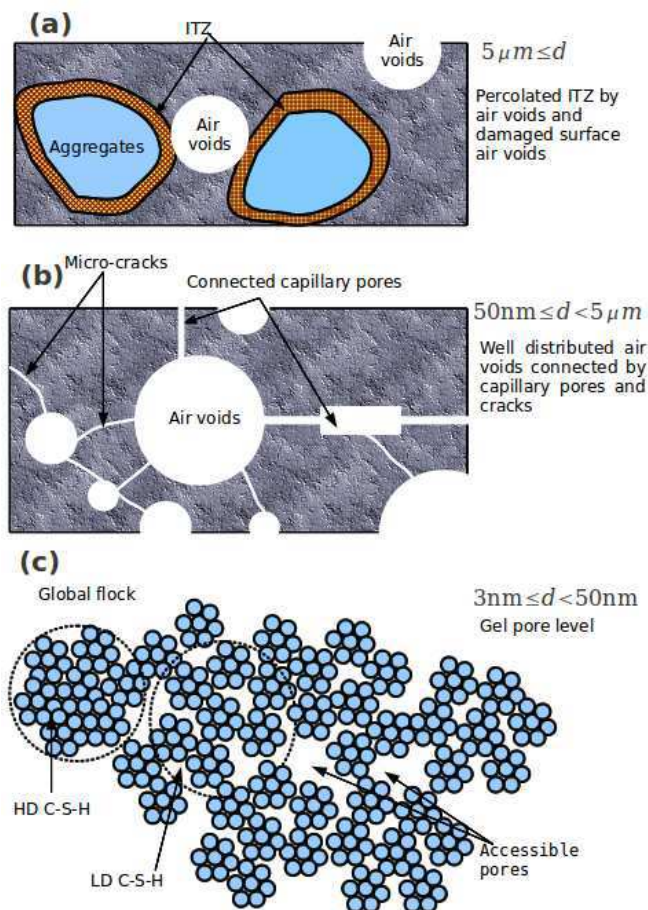 (a)
ITZ
Air
voids
5 μm≤d
Aggregates
Air
voids
Percolated ITZ by
air voids and
damaged surface
air voids
(b)
Micro-cracks
Connected capillary pores
50nm≤d<5μm
Air voids
Well distributed air
voids connected by
capillary pores and
cracks
(c)
Global flock
3nm≤d<50nm
Gel pore level
HD C-S-H
LD C-S-H
Accessible
pores